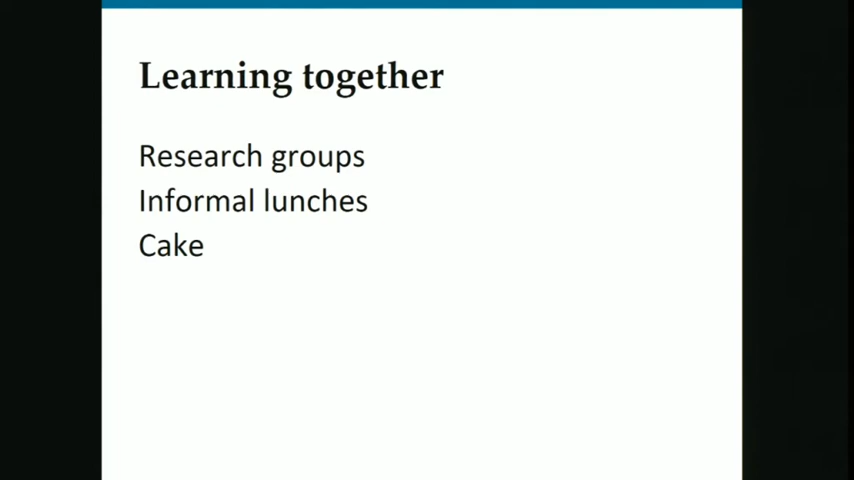 Learning together
Research groups
Informal lunches
Cake